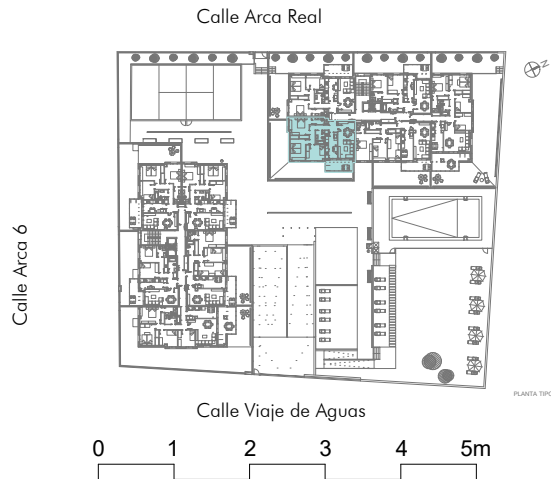 Calle Arca Real
N
Calle Arca 6
PLANTA TIPO
Calle Viaje de Aguas
0 1 2 3 4 5m